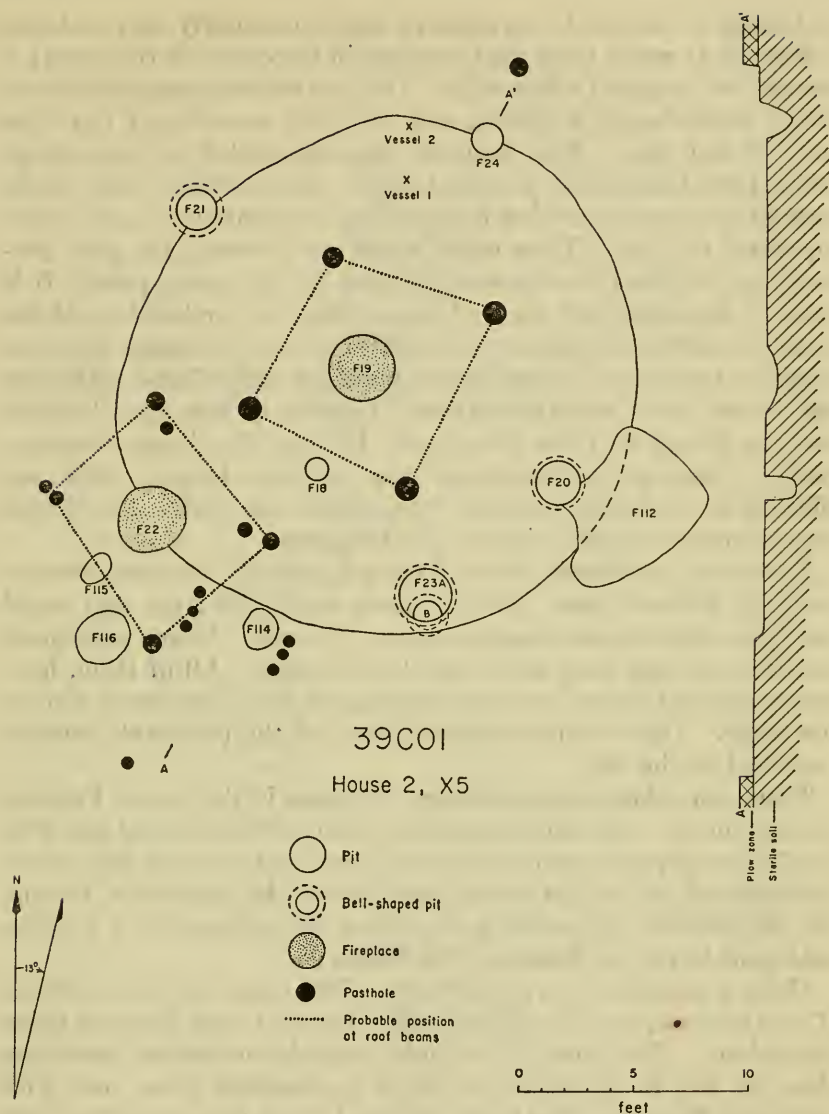 A'
A'
X
Vessel 2
F24
X
Vessel 1
F21
F19
F18
F20
F112
F22
F23A
B
F115
F116
F114
A
A
Plow zone
Sterile soil
39CO1
House 2, X5
Pit
Bell-shaped pit
Fireplace
Posthole
Probable position
of roof beams
N
13°
0 5 10
feet